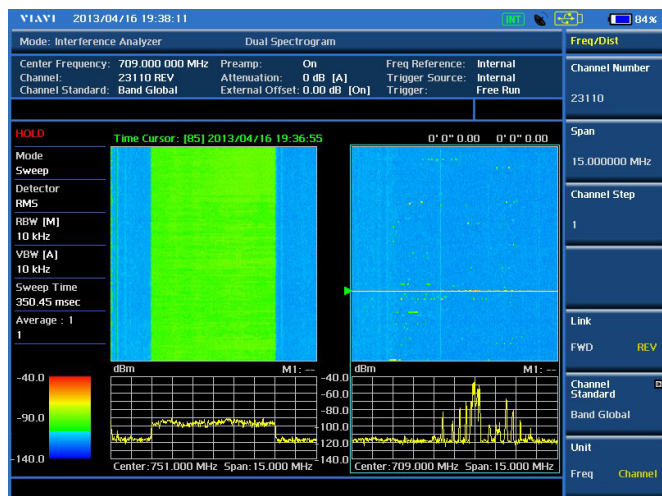 VIAVI 2013/04/16 19:38:11 INT 84%
Mode: Interference Analyzer Dual Spectrogram Freq/Dist
Center Frequency: 709.000 000 MHz Preamp: On Freq Reference: Internal
Channel: 23110 REV Attenuation: 0 dB [A] Trigger Source: Internal
Channel Standard: Band Global External Offset: 0.00 dB [On] Trigger: Free Run
Channel Number
23110
HOLD Time Cursor: [85] 2013/04/16 19:36:55 0' 0" 0.00 0' 0" 0.00
Span
15.000000 MHz
Mode
Sweep
Detector
RMS
RBW [M]
10 kHz
VBW [A]
10 kHz
Sweep Time
350.45 msec
Average : 1
1
Channel Step
1
Link
FWD REV
dBm M1: -- dBm M1: --
-40.0 -40.0
-60.0
-80.0
-90.0
-100.0
-120.0
-140.0 -140.0
Center:751.000 MHz Span:15.000 MHz Center:709.000 MHz Span:15.000 MHz
Channel
Standard
Band Global
Unit
Freq Channel